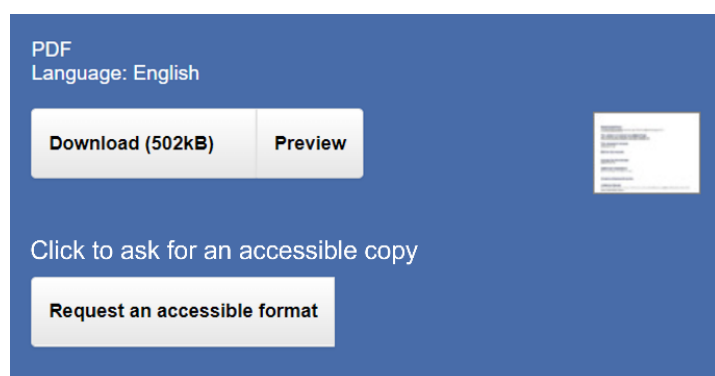 PDF
Language: English
Download (502kB) Preview
Click to ask for an accessible copy
Request an accessible format